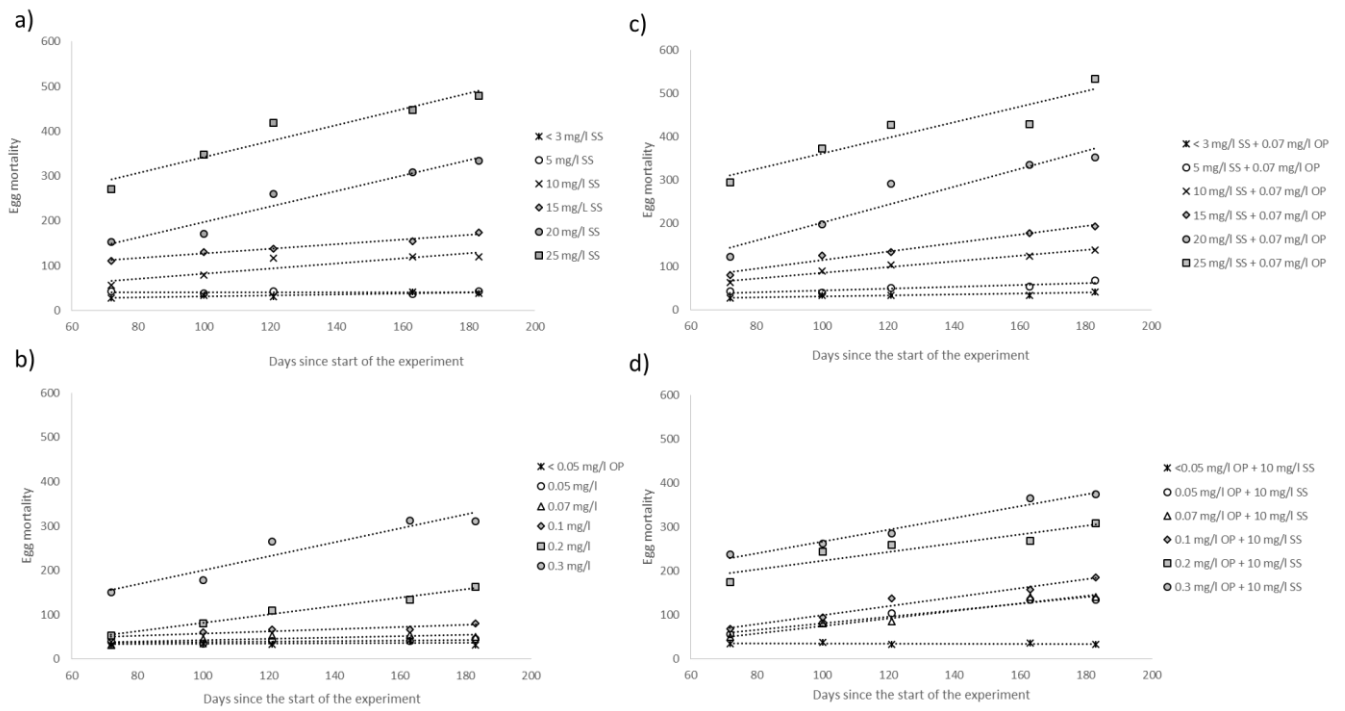 a)
600
500
400
300
200
100
0
60 80 100 120 140 160 180 200
Egg mortality
Days since start of the experiment
< 3 mg/l SS
5 mg/l SS
10 mg/l SS
15 mg/L SS
20 mg/l SS
25 mg/l SS
b)
600
500
400
300
200
100
0
60 80 100 120 140 160 180 200
Egg mortality
Days since the start of the experiment
< 0.05 mg/l OP
0.05 mg/l
0.07 mg/l
0.1 mg/l
0.2 mg/l
0.3 mg/l
c)
600
500
400
300
200
100
0
60 80 100 120 140 160 180 200
Egg mortality
Days since the start of the experiment
< 3 mg/l SS + 0.07 mg/l OP
5 mg/l SS + 0.07 mg/l OP
10 mg/l SS + 0.07 mg/l OP
15 mg/l SS + 0.07 mg/l OP
20 mg/l SS + 0.07 mg/l OP
25 mg/l SS + 0.07 mg/l OP
d)
600
500
400
300
200
100
0
60 80 100 120 140 160 180 200
Egg mortality
Days since the start of the experiment
<0.05 mg/l OP + 10 mg/l SS
0.05 mg/l OP + 10 mg/l SS
0.07 mg/l OP + 10 mg/l SS
0.1 mg/l OP + 10 mg/l SS
0.2 mg/l OP + 10 mg/l SS
0.3 mg/l OP + 10 mg/l SS